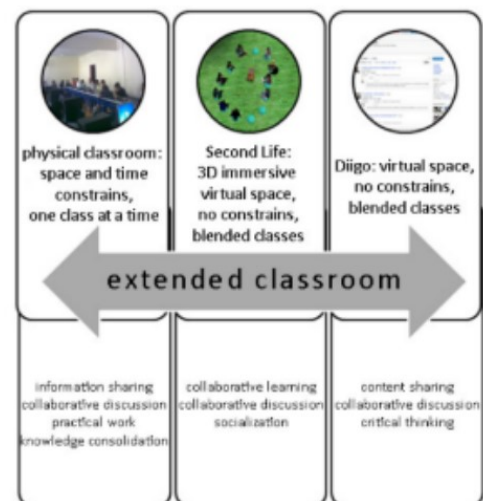 physical classroom:
space and time
constrains,
one class at a time
Second Life:
3D immersive
virtual space,
no constrains,
blended classes
Diigo: virtual space,
no constrains,
blended classes
extended classroom
information sharing
collaborative discussion
practical work
knowledge consolidation
collaborative learning
collaborative discussion
socialization
content sharing
collaborative discussion
critical thinking